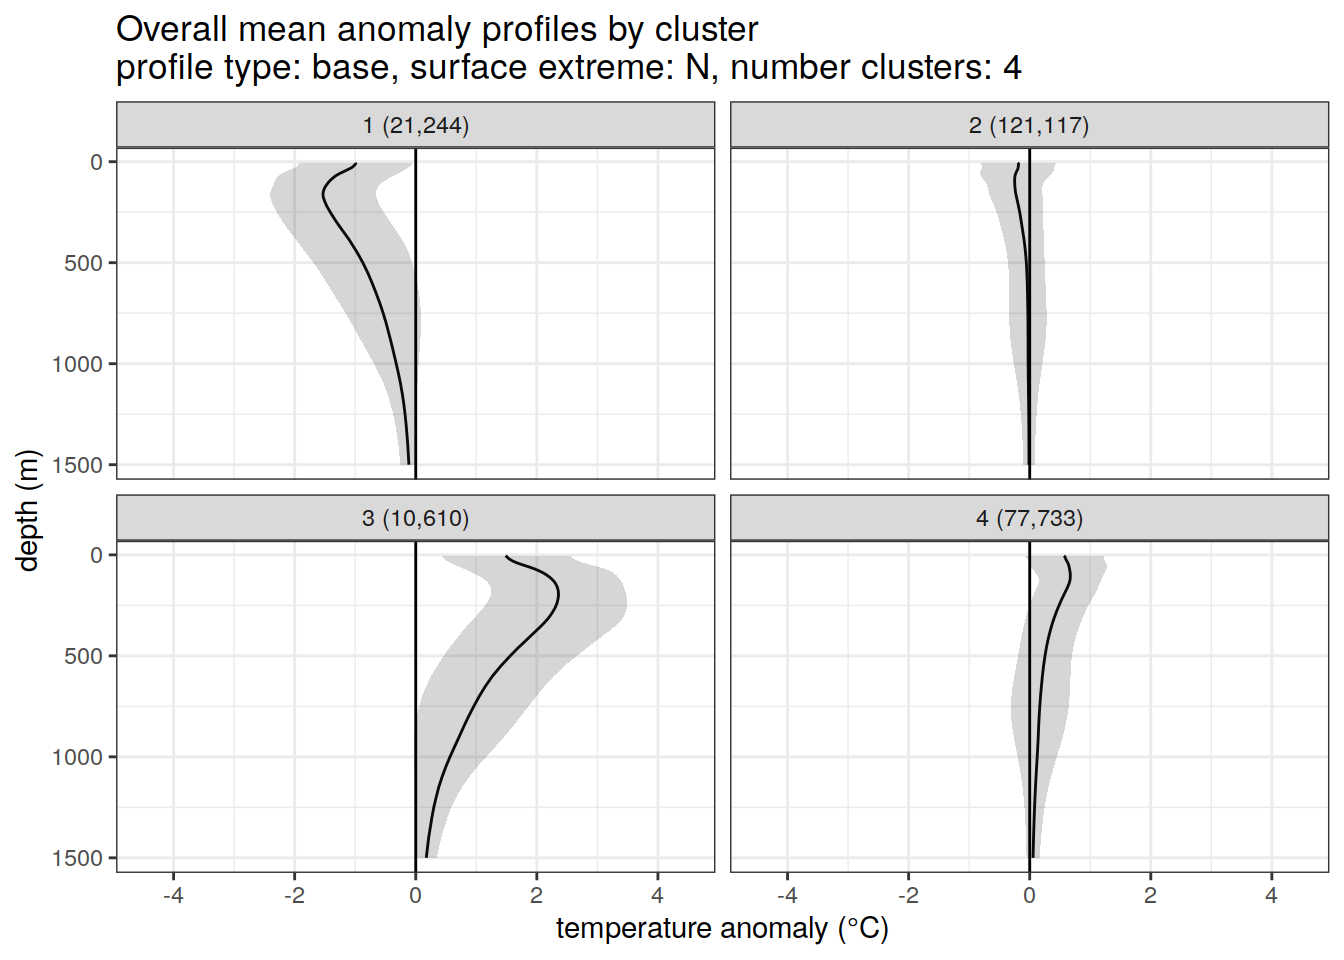 Overall mean anomaly profiles by cluster
profile type: base, surface extreme: N, number clusters: 4
1 (21,244)
2 (121,117)
0
500
1000
1500
3 (10,610)
4 (77,733)
0
500
1000
1500
depth (m)
-4 -2 0 2 4
-4 -2 0 2 4
temperature anomaly (°C)